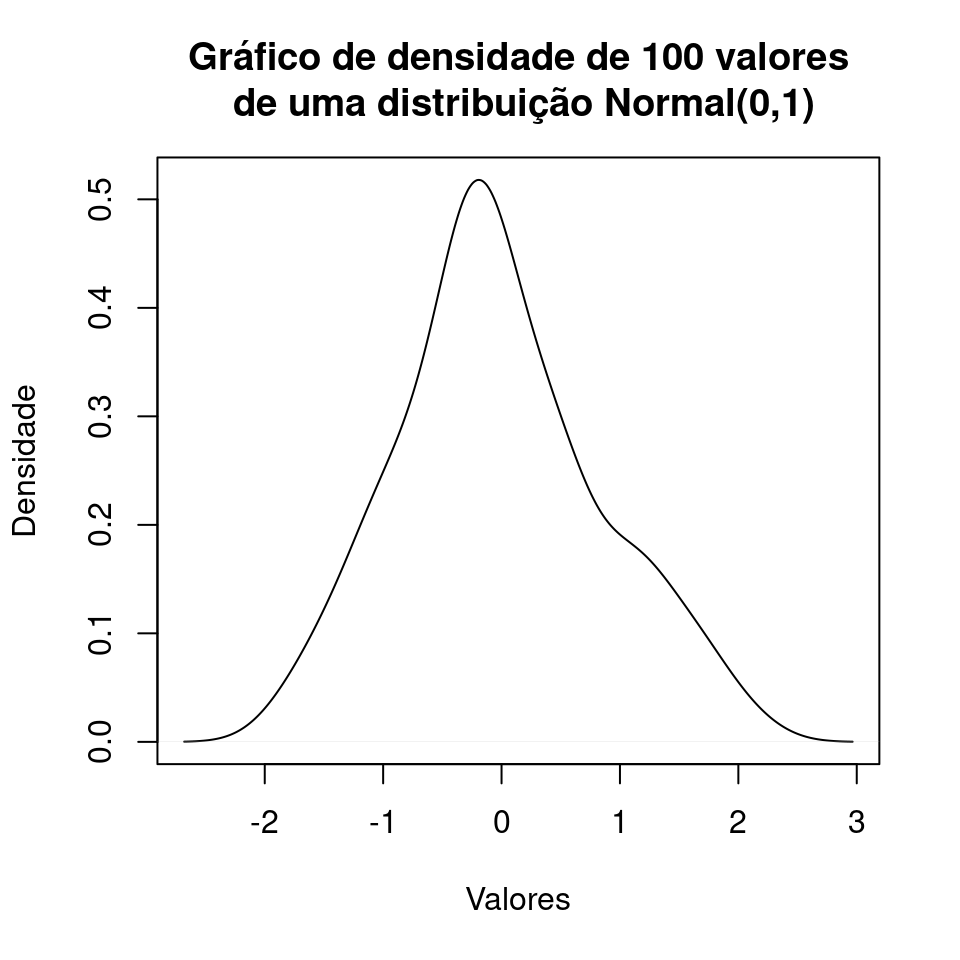 Gráfico de densidade de 100 valores
de uma distribuição Normal(0,1)
Densidade
0.5
0.4
0.3
0.2
0.1
0.0
-2 -1 0 1 2 3
Valores